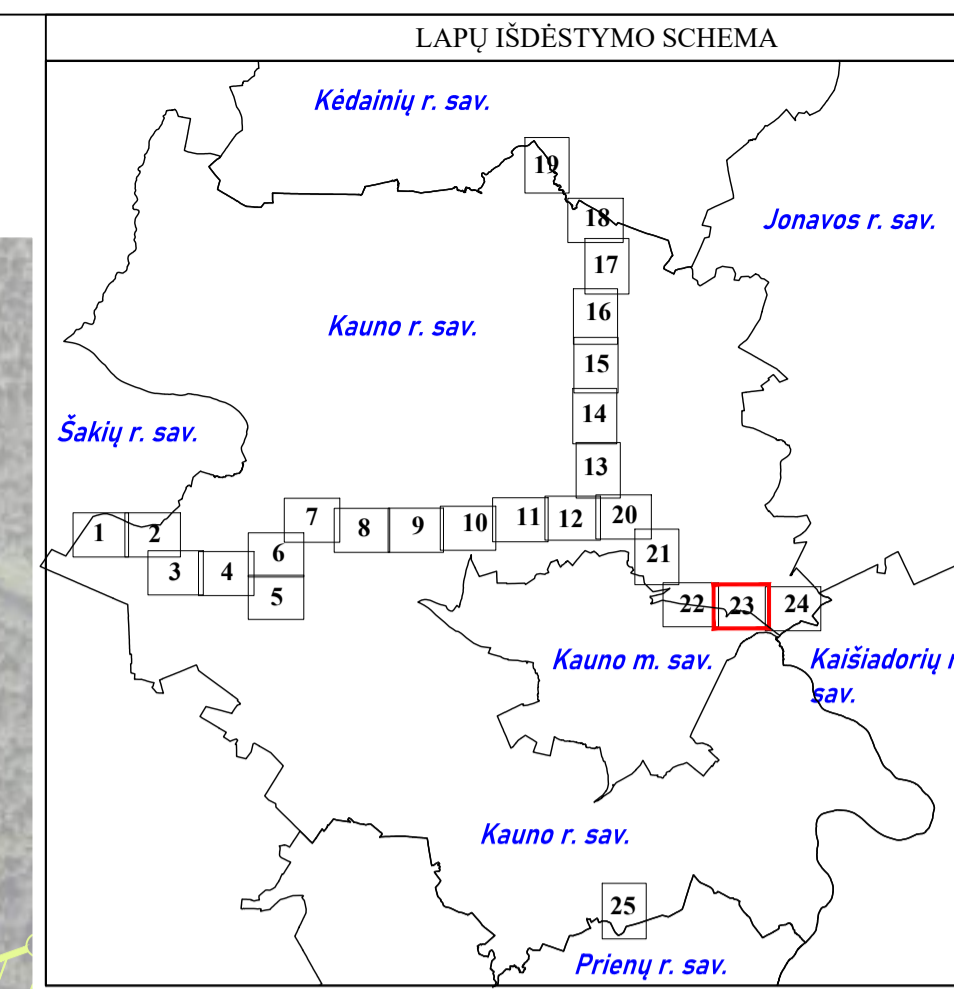 LAPŲ IŠDĖSTYMO SCHEMA
Kėdainių r. sav.
19
18
Jonavos r. sav.
17
16
Kauno r. sav.
15
14
Šakių r. sav.
13
7
11
12
20
1
2
8
9
10
6
21
3
4
5
22
23
24
Kauno m. sav.
Kaišiadorių r
sav.
Kauno r. sav.
25
Prienų r. sav.